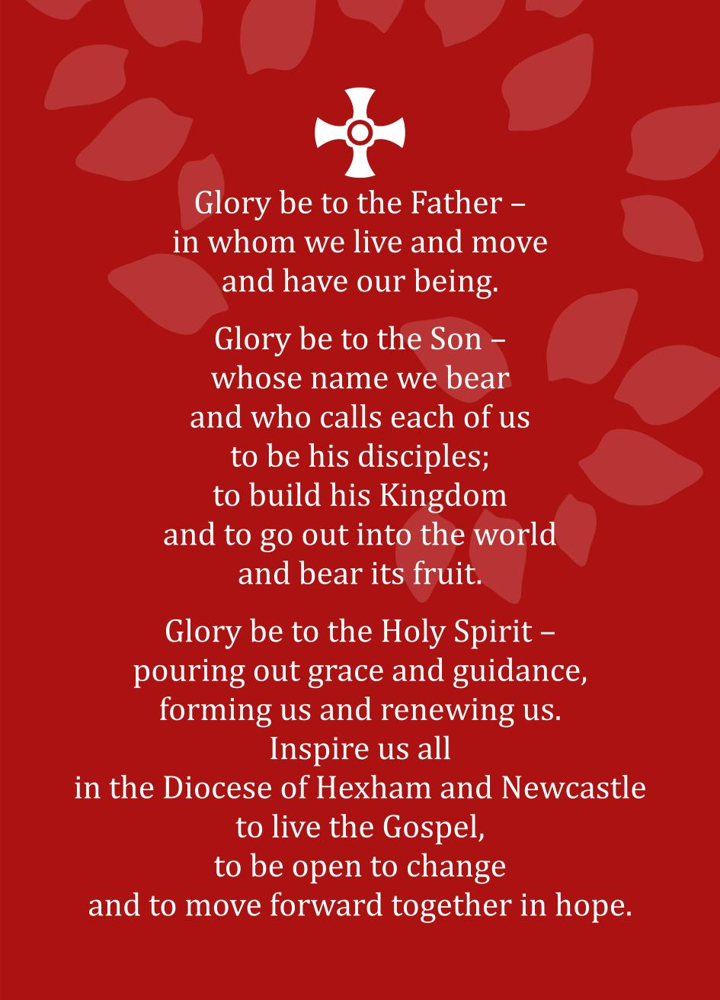 Glory be to the Father –
in whom we live and move
and have our being.
Glory be to the Son –
whose name we bear
and who calls each of us
to be his disciples;
to build his Kingdom
and to go out into the world
and bear its fruit.
Glory be to the Holy Spirit –
pouring out grace and guidance,
forming us and renewing us.
Inspire us all
in the Diocese of Hexham and Newcastle
to live the Gospel,
to be open to change
and to move forward together in hope.